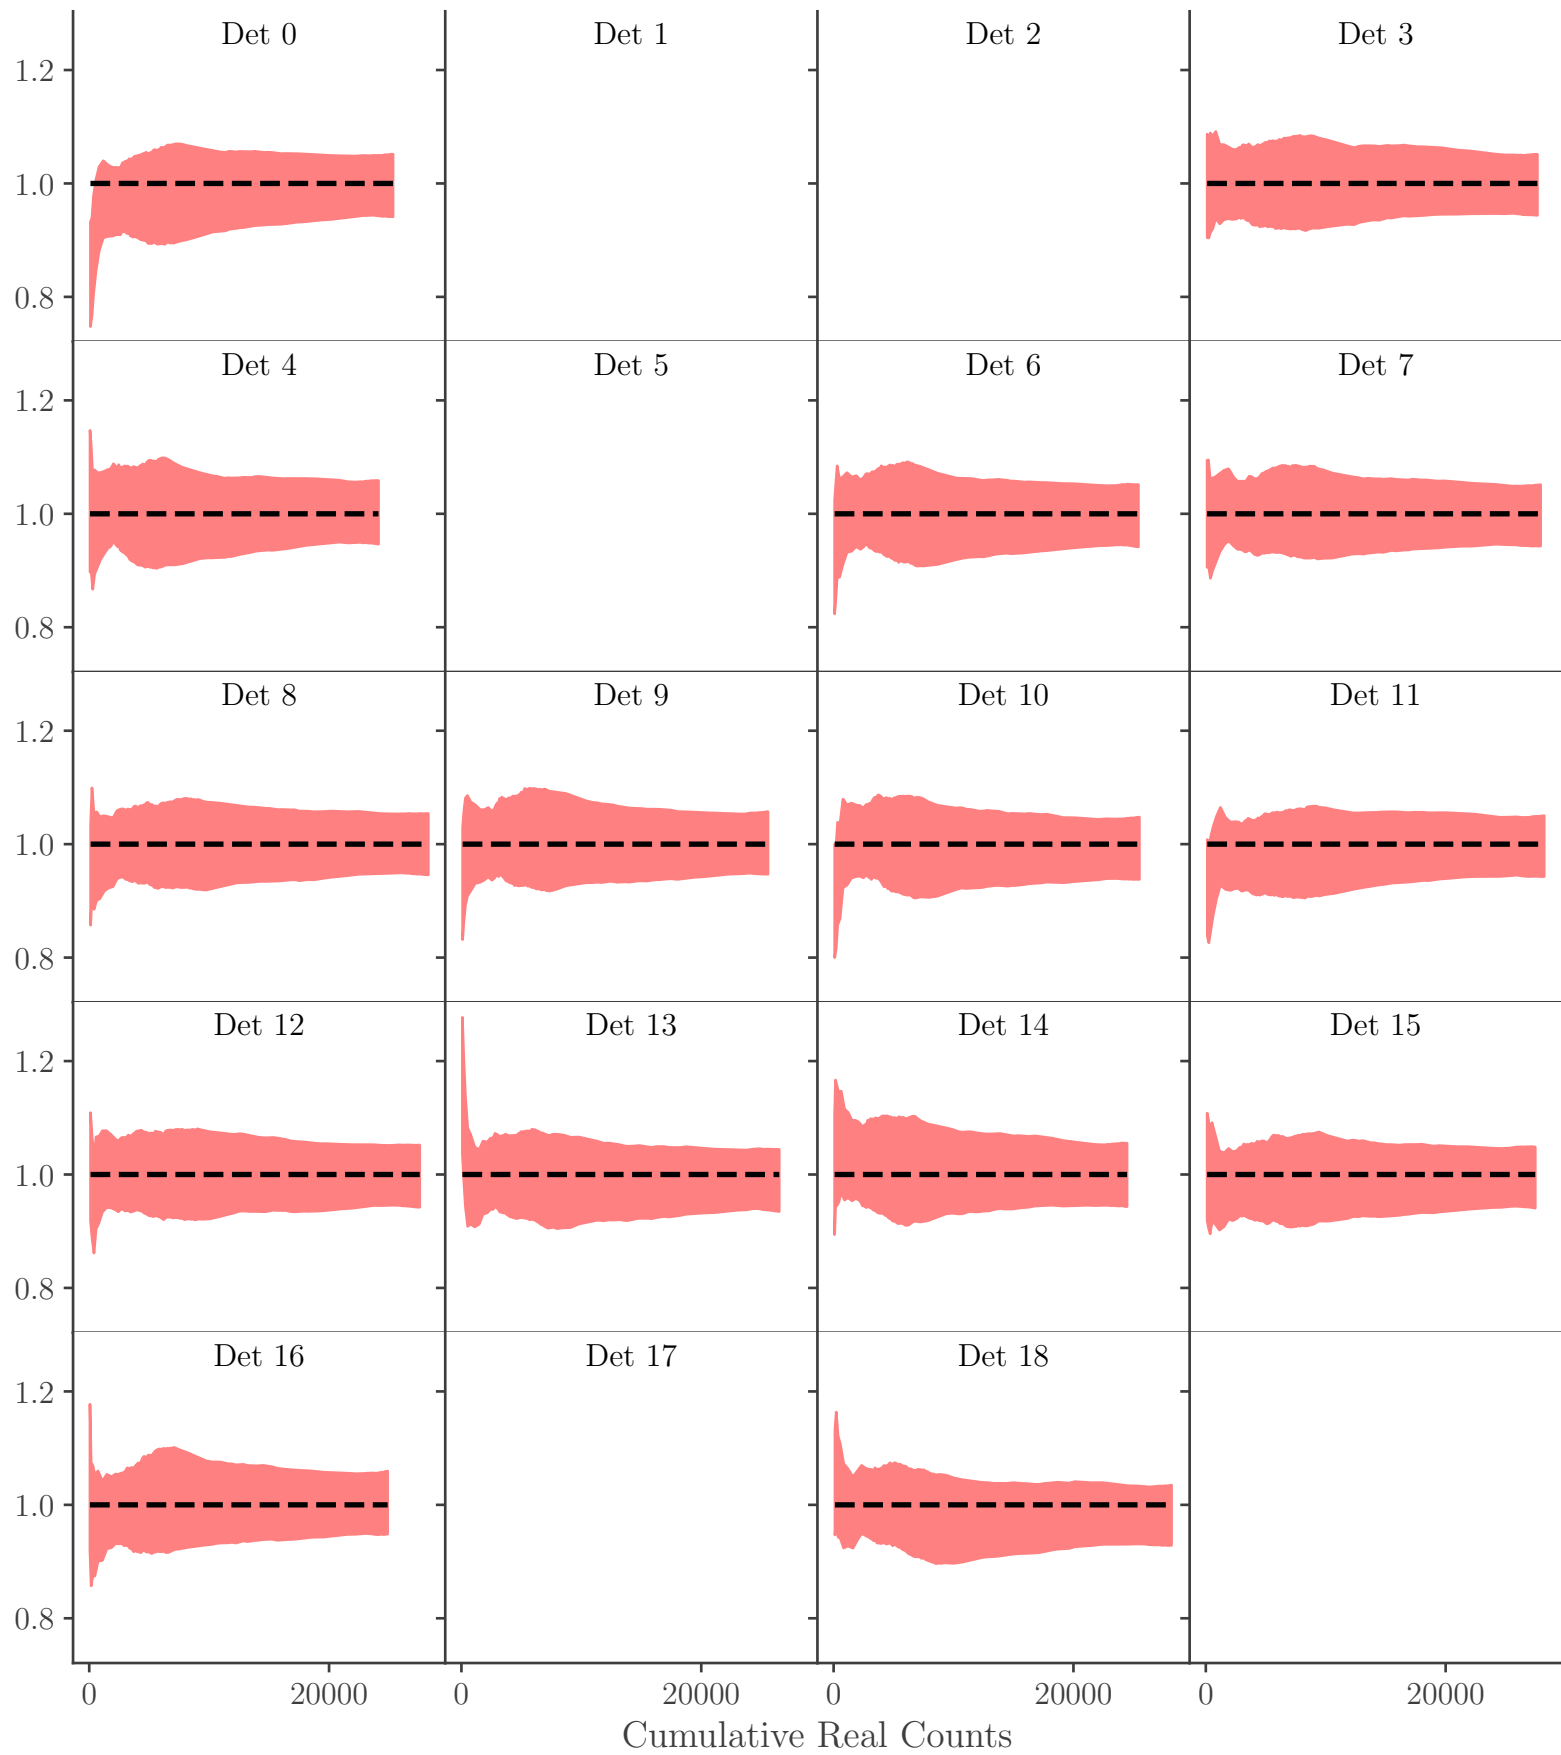 Det 0 Det 1 Det 2 Det 3
1.2
1.0
0.8
Det 4 Det 5 Det 6 Det 7
1.2
1.0
0.8
Det 8 Det 9 Det 10 Det 11
1.2
1.0
0.8
Det 12 Det 13 Det 14 Det 15
1.2
1.0
0.8
Det 16 Det 17 Det 18
1.2
1.0
0.8
0 20000 0 20000 0 20000 0 20000
Cumulative Real Counts